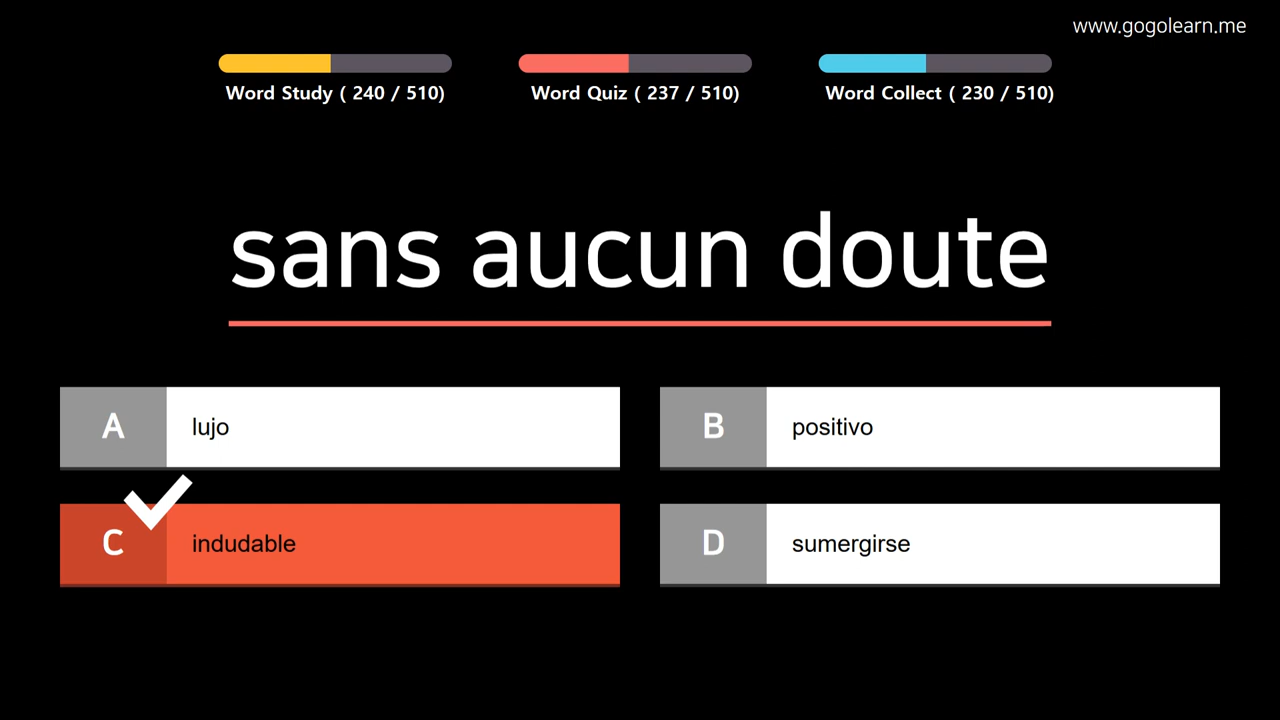 www.gogolearn.me
Word Study ( 240 / 510)
Word Quiz ( 237 / 510)
Word Collect ( 230 / 510)
sans aucun doute
A lujo
B positivo
C indudable
D sumergirse